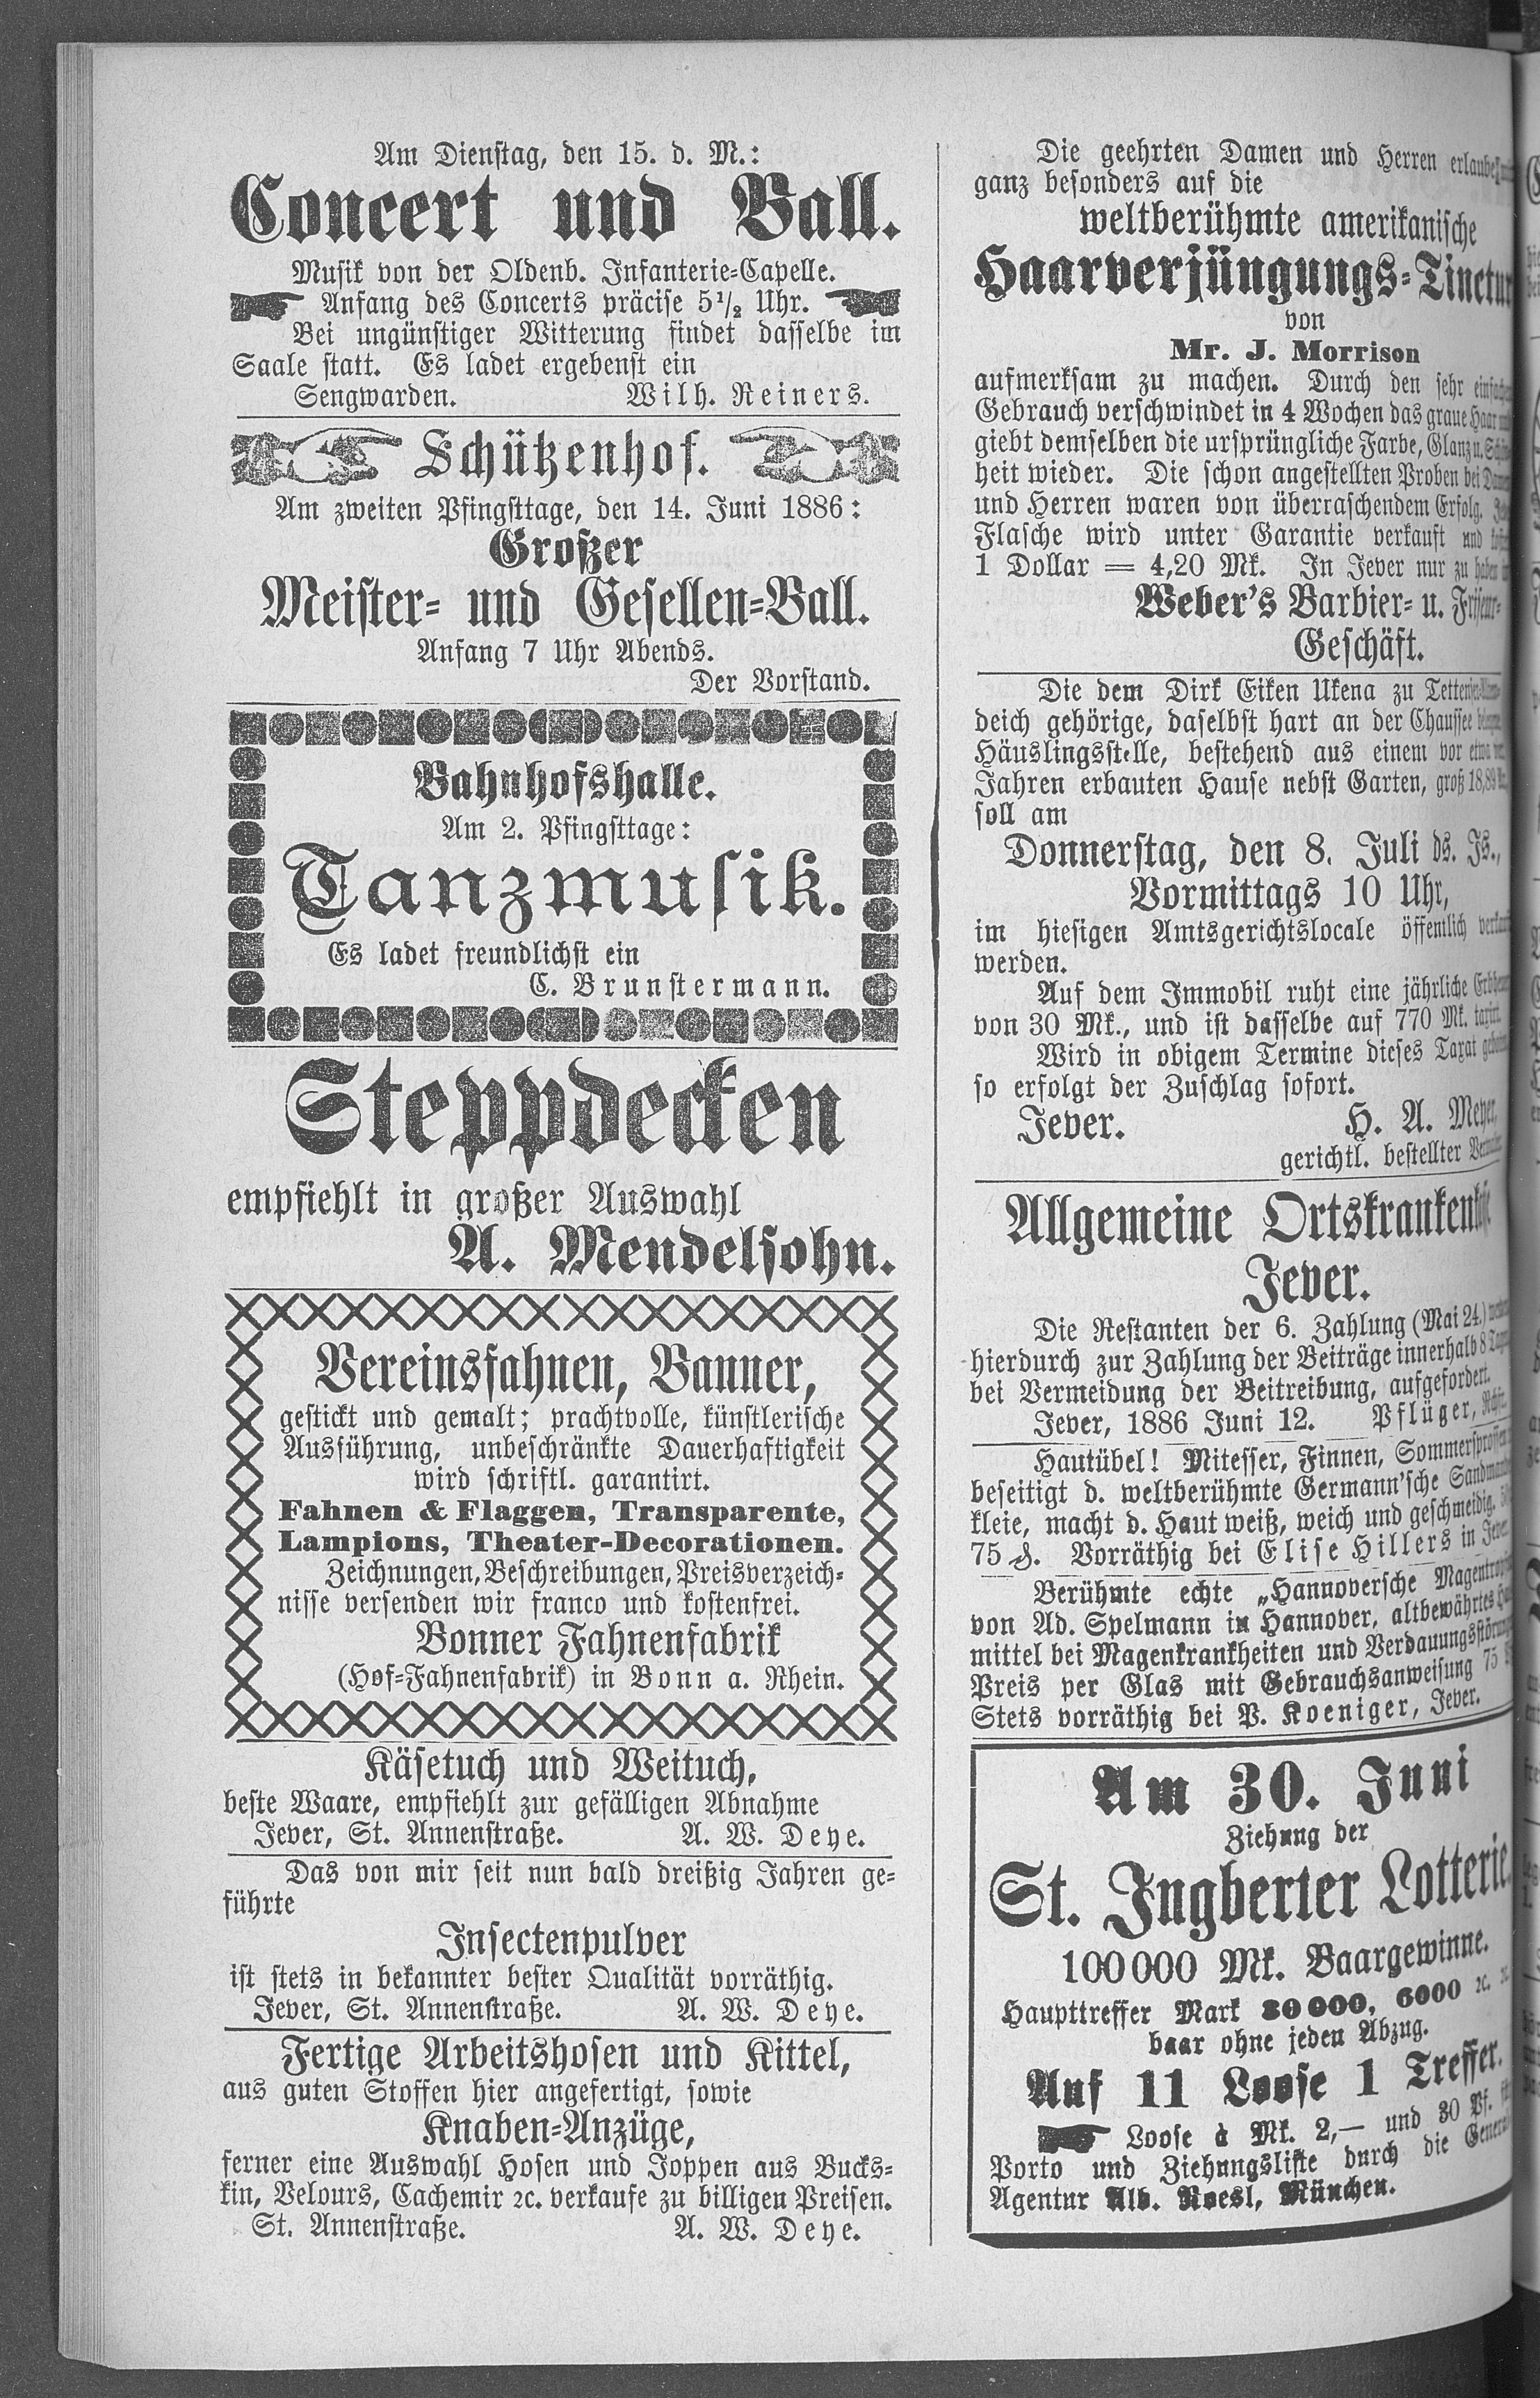 Am Dienstag, den 15. d. M.:
Concert und Ball.
Musik von der Oldenb. Infanterie-Capelle.
Anfang des Concerts präcise 5½ Uhr.
Bei ungünstiger Witterung findet dasselbe im
Saale statt. Es ladet ergebenst ein
Sengwarden. Wilh. Reiners.
Schützenhof.
Am zweiten Pfingsttage, den 14. Juni 1886:
Großer
Meister- und Gesellen-Ball.
Anfang 7 Uhr Abends.
Der Vorstand.
Bahnhofshalle.
Am 2. Pfingsttage:
Tanzmusik.
Es ladet freundlichst ein
C. Brunstermann.
Steppdecken
empfiehlt in großer Auswahl
A. Mendelsohn.
Vereinsfahnen, Banner,
gestickt und gemalt; prachtvolle, künstlerische
Ausführung, unbeschränkte Dauerhaftigkeit
wird schriftl. garantirt.
Fahnen & Flaggen, Transparente,
Lampions, Theater-Decorationen.
Zeichnungen, Beschreibungen, Preisverzeich-
nisse versenden wir franco und kostenfrei.
Bonner Fahnenfabrik
(Hof-Fahnenfabrik) in Bonn a. Rhein.
Käsetuch und Weituch,
beste Waare, empfiehlt zur gefälligen Abnahme
Jever, St. Annenstraße. A. W. Deye.
Das von mir seit nun bald dreißig Jahren ge-
führte
Insectenpulver
ist stets in bekannter bester Qualität vorräthig.
Jever, St. Annenstraße. A. W. Deye.
Fertige Arbeitshosen und Kittel,
aus guten Stoffen hier angefertigt, sowie
Knaben-Anzüge,
ferner eine Auswahl Hosen und Joppen aus Bucks-
kin, Velours, Cachemir ꝛc. verkaufe zu billigen Preisen.
St. Annenstraße. A. W. Deye.
Die geehrten Damen und Herren erlaube
ganz besonders auf die
weltberühmte amerikanische
Haarverjüngungs-Tinctur
von
Mr. J. Morrison
aufmerksam zu machen. Durch den sehr einfachen
Gebrauch verschwindet in 4 Wochen das graue Haar
giebt demselben die ursprüngliche Farbe, Glanz u.
heit wieder. Die schon angestellten Proben bei
und Herren waren von überraschendem Erfolg.
Flasche wird unter Garantie verkauft und
1 Dollar = 4,20 Mk. In Jever nur zu haben
Weber's Barbier- u. Friseur-
Geschäft.
Die dem Dirk Eiken Ukena zu
deich gehörige, daselbst hart an der Chaussee
Häuslingsstelle, bestehend aus einem vor etwa
Jahren erbauten Hause nebst Garten, groß
soll am
Donnerstag, den 8. Juli ds. Js.,
Vormittags 10 Uhr,
im hiesigen Amtsgerichtslocale öffentlich
werden.
Auf dem Immobil ruht eine jährliche
von 30 Mk., und ist dasselbe auf 770 Mk.
Wird in obigem Termine dieses Taxat
so erfolgt der Zuschlag sofort.
Jever. H. A. Meyer,
gerichtl. bestellter
Allgemeine
Jever.
Die Restanten der 6. Zahlung (Mai 24.)
hierdurch zur Zahlung der Beiträge innerhalb 8
bei Vermeidung der Beitreibung, aufgefordert.
Jever, 1886 Juni 12. Pflüger,
Hautübel! Mitesser, Finnen, Sommersprossen
beseitigt d. weltberühmte Germann'sche
kleie, macht d. Haut weiß, weich und geschmeidig.
75 ₰. Vorräthig bei Elise Hillers in Jever.
Berühmte echte „Hannoversche
von Ad. Spelmann in Hannover, altbewährtes
mittel bei Magenkrankheiten und
Preis per Glas mit Gebrauchsanweisung 75
Stets vorräthig bei P. Koeniger, Jever.
Am 30. Juni
Ziehung der
St. Ingberter Lotterie.
100000 Mk. Baargewinne.
Haupttreffer Mark 20000, 6000 ꝛc.
baar ohne jeden Abzug.
Auf 11 Loose 1 Treffer.
Loose à Mk. 2,— und 30 Pf.
Porto und Ziehungsliste durch die General-
Agentur Alb. Roesl, München.